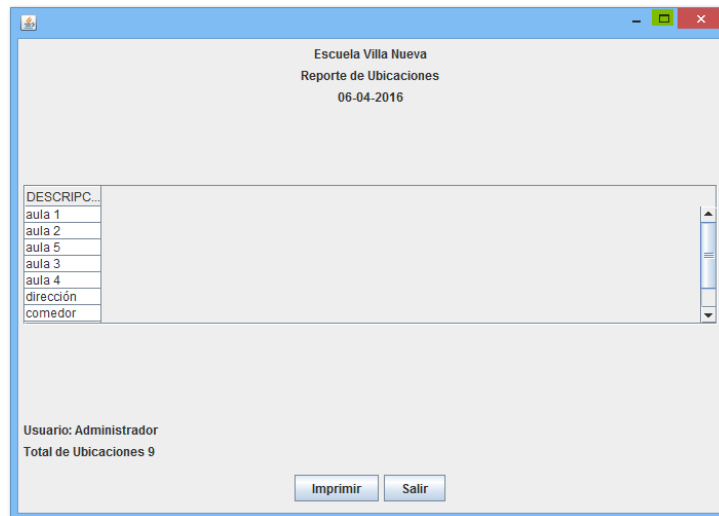 Escuela Villa Nueva
Reporte de Ubicaciones
06-04-2016
DESCRIPC...
aula 1
aula 2
aula 5
aula 3
aula 4
dirección
comedor
Usuario: Administrador
Total de Ubicaciones 9
Imprimir Salir